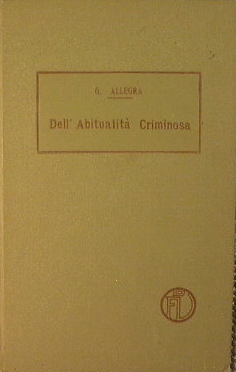 G. ALLEGRA
Dell' Abitualità Criminosa